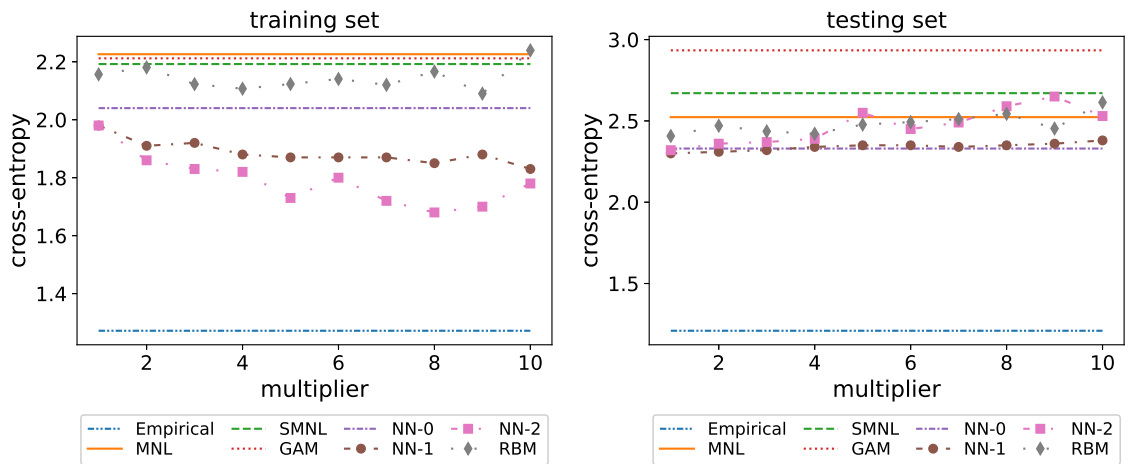 training set
testing set
cross-entropy
2.2
2.0
1.8
1.6
1.4
2 4 6 8 10
multiplier
cross-entropy
3.0
2.5
2.0
1.5
2 4 6 8 10
multiplier
Empirical SMNL NN-0 NN-2
MNL GAM NN-1 RBM
Empirical SMNL NN-0 NN-2
MNL GAM NN-1 RBM